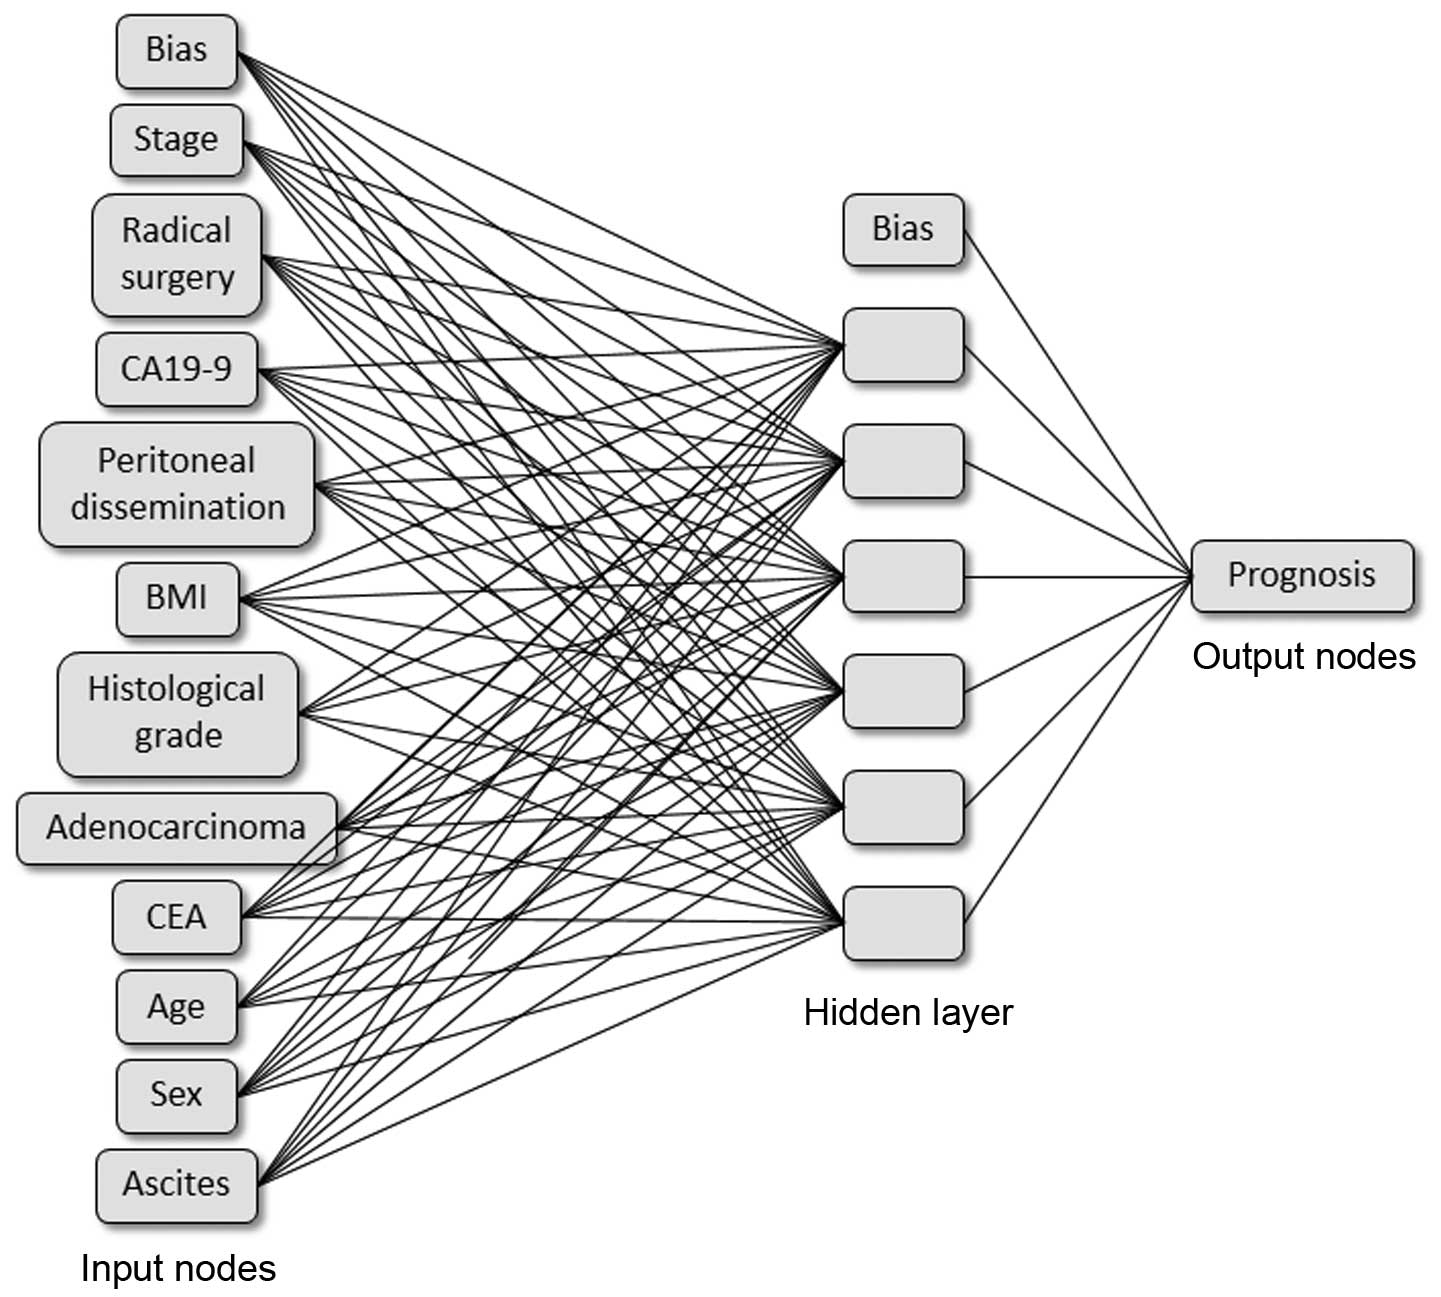 Bias
Stage
Radical
surgery
CA19-9
Peritoneal
dissemination
BMI
Histological
grade
Adenocarcinoma
CEA
Age
Sex
Ascites
Input nodes
Bias
Hidden layer
Prognosis
Output nodes